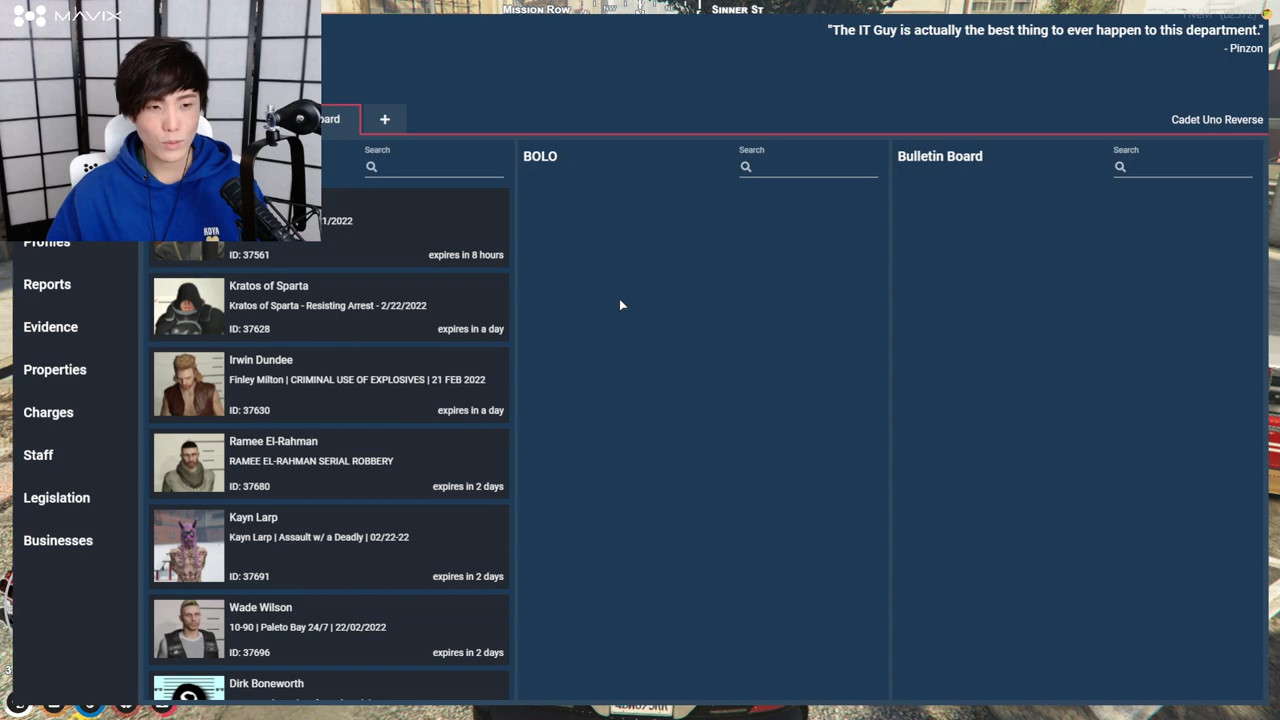 MAVIX
Mission Row
NW
N
Sinner St
"The IT Guy is actually the best thing to ever happen to this department."
- Pinzon
oard
+
Cadet Uno Reverse
Search
BOLO
Search
Bulletin Board
Search
1/2022
ID: 37561
expires in 8 hours
Profiles
Reports
Evidence
Properties
Charges
Staff
Legislation
Businesses
Kratos of Sparta
Kratos of Sparta - Resisting Arrest - 2/22/2022
ID: 37628
expires in a day
Irwin Dundee
Finley Milton | CRIMINAL USE OF EXPLOSIVES | 21 FEB 2022
ID: 37630
expires in a day
Ramee El-Rahman
RAMEE EL-RAHMAN SERIAL ROBBERY
ID: 37680
expires in 2 days
Kayn Larp
Kayn Larp | Assault w/ a Deadly | 02/22-22
ID: 37691
expires in 2 days
Wade Wilson
10-90 | Paleto Bay 24/7 | 22/02/2022
ID: 37696
expires in 2 days
Dirk Boneworth
KOYA